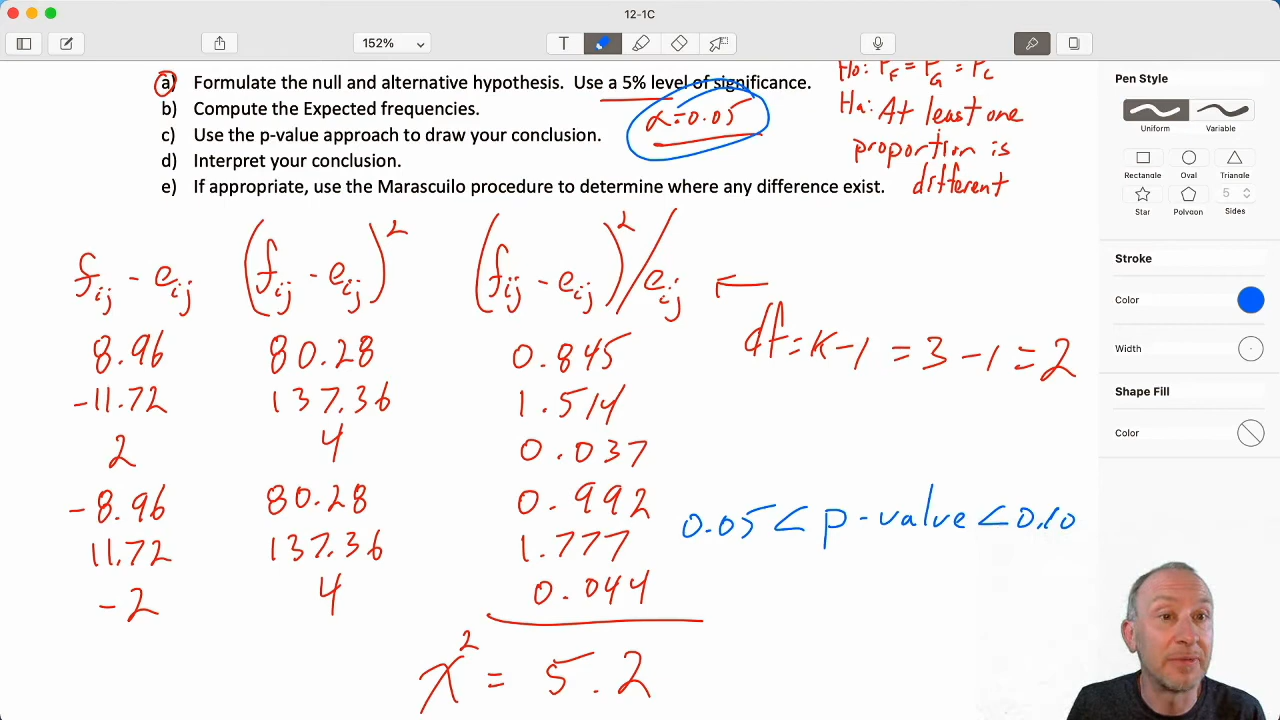 12-1C
152%
T
a) Formulate the null and alternative hypothesis. Use a 5% level of significance.
b) Compute the Expected frequencies.
c) Use the p-value approach to draw your conclusion.
d) Interpret your conclusion.
e) If appropriate, use the Marascuilo procedure to determine where any difference exist.
α=0.05
Ho: PF = PG = PC
Ha: At least one
proportion is
different
fij - eij (fij - eij)² (fij - eij)²/eij
8.96 80.28 0.845
-11.72 137.36 1.514
2 4 0.037
-8.96 80.28 0.992
11.72 137.36 1.777
-2 4 0.044
χ² = 5.2
df = K-1 = 3-1 = 2
0.05 < p-value < 0.10
Pen Style
Uniform Variable
Rectangle Oval Triangle
Star Polygon 5 Sides
Stroke
Color
Width
Shape Fill
Color